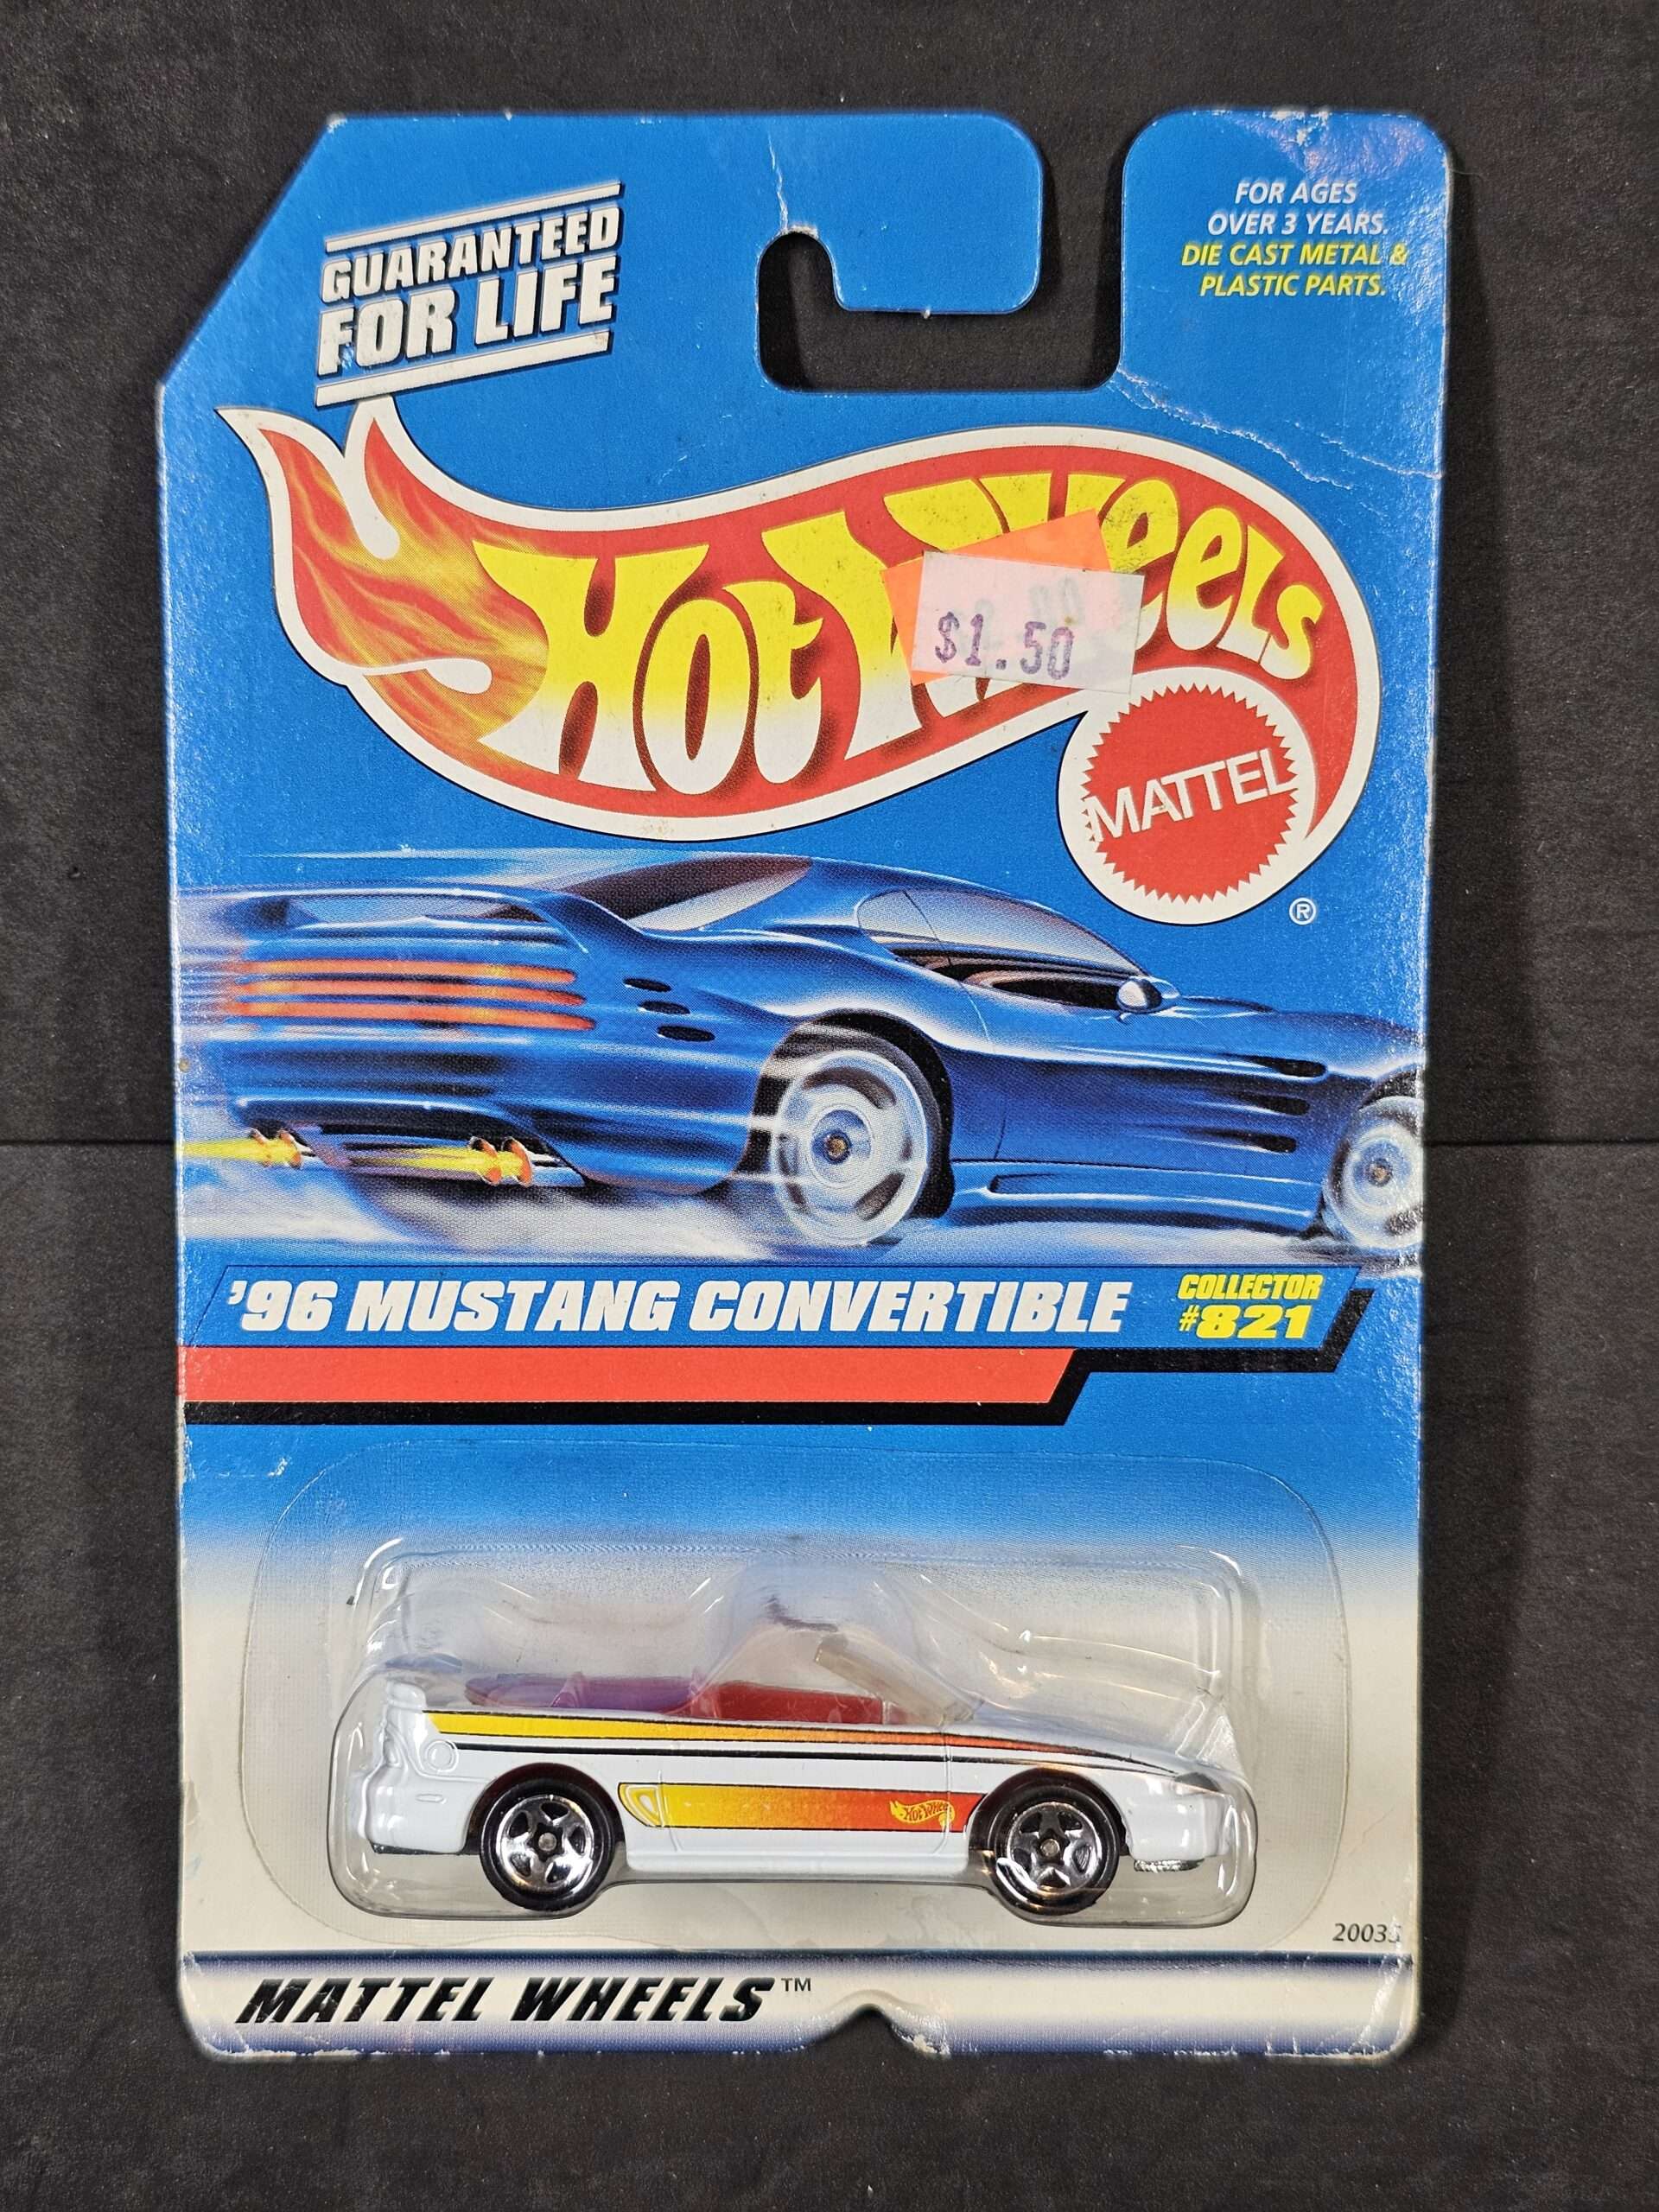 GUARANTEED
FOR LIFE
FOR AGES
OVER 3 YEARS.
DIE CAST METAL &
PLASTIC PARTS.
HOT WHEELS
$1.50
MATTEL
®
'96 MUSTANG CONVERTIBLE
COLLECTOR
#821
Hot Wheels
MATTEL WHEELS™